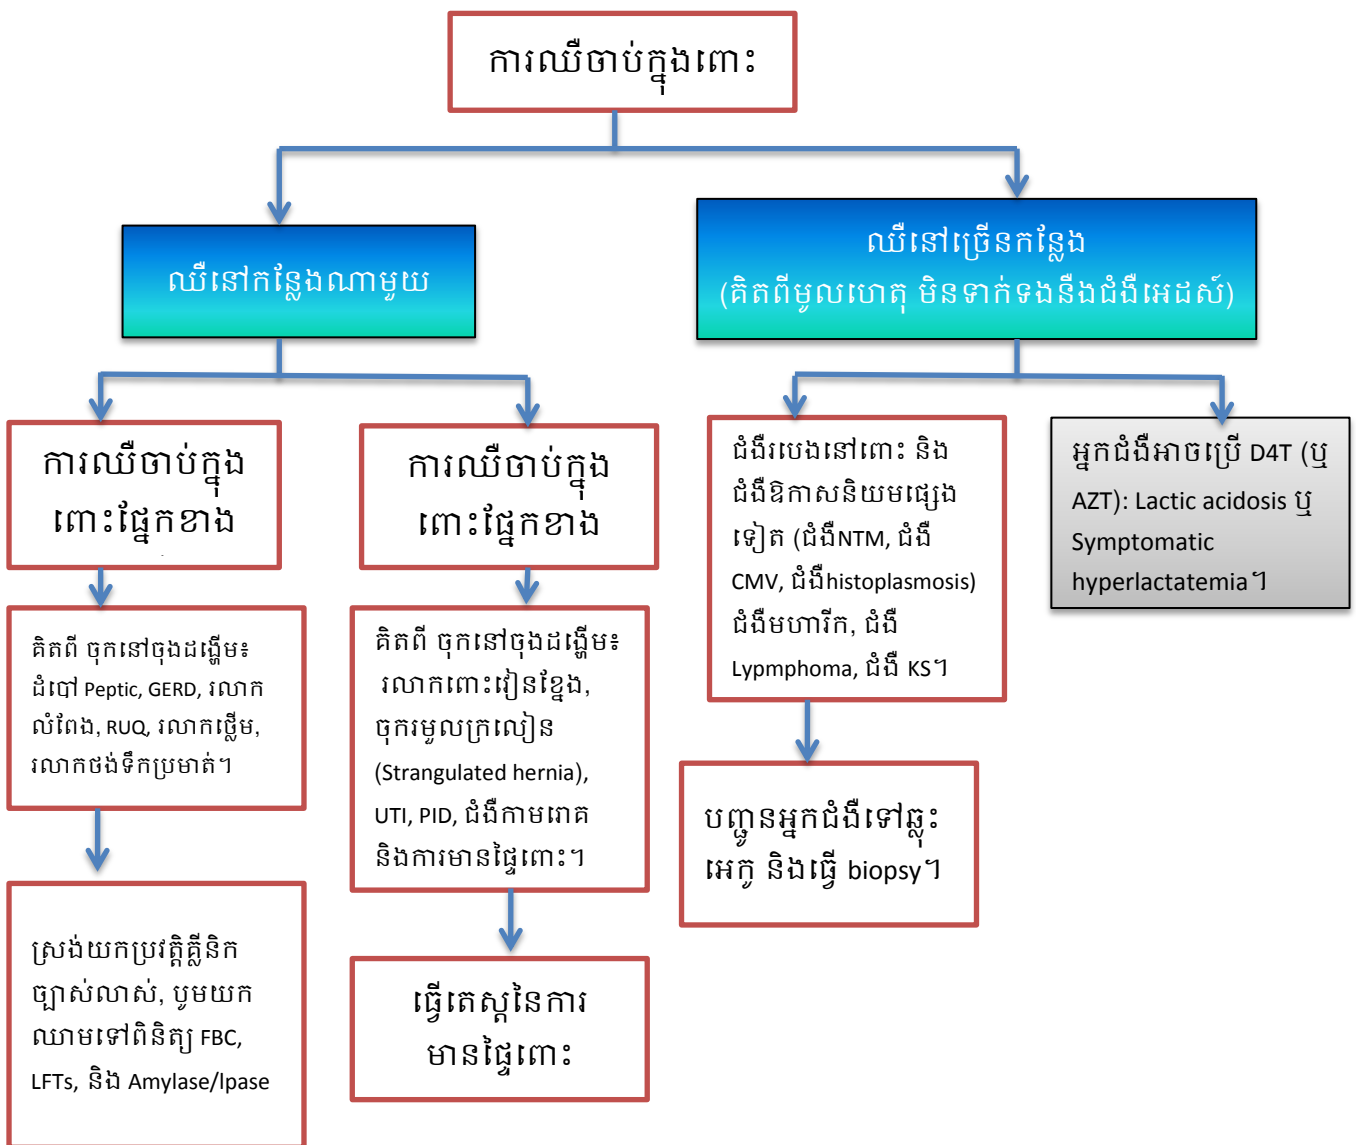 ការឈឺចាប់ក្នុងពោះ
ឈឺនៅកន្លែងណាមួយ
ឈឺនៅច្រើនកន្លែង
(គិតពីមូលហេតុ មិនទាក់ទងនឹងជំងឺអេដស៍)
ការឈឺចាប់ក្នុង
ពោះផ្នែកខាង
ការឈឺចាប់ក្នុង
ពោះផ្នែកខាង
ជំងឺរបេងនៅពោះ និង
ជំងឺឱកាសនិយមផ្សេង
ទៀត (ជំងឺNTM, ជំងឺ
CMV, ជំងឺhistoplasmosis)
ជំងឺមហារីក, ជំងឺ
Lypmphoma, ជំងឺ KS។
អ្នកជំងឺអាចប្រើ D4T (ឬ
AZT): Lactic acidosis ឬ
Symptomatic
hyperlactatemia។
គិតពី ចុកនៅចុងដង្ហើម៖
ដំបៅ Peptic, GERD, រលាក
លំពែង, RUQ, រលាកថ្លើម,
រលាកថង់ទឹកប្រមាត់។
គិតពី ចុកនៅចុងដង្ហើម៖
រលាកពោះវៀនខ្នែង,
ចុករមួលក្រលៀន
(Strangulated hernia),
UTI, PID, ជំងឺកាមរោគ
និងការមានផ្ទៃពោះ។
បញ្ជូនអ្នកជំងឺទៅឆ្លុះ
អេកូ និងធ្វើ biopsy។
ស្រង់យកប្រវត្តិគ្លីនិក
ច្បាស់លាស់, បូមយក
ឈាមទៅពិនិត្យ FBC,
LFTs, និង Amylase/lpase
ធ្វើតេស្តនៃការ
មានផ្ទៃពោះ